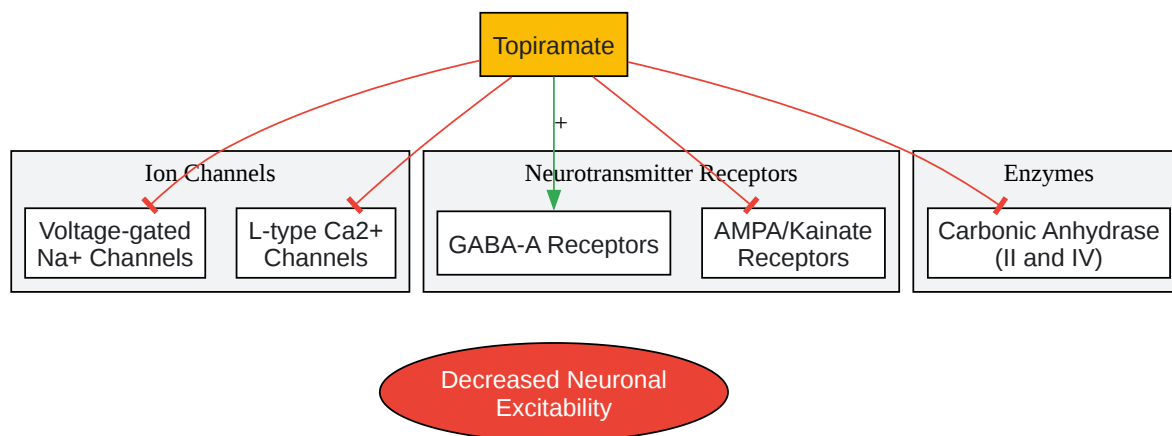 Topiramate
+
Ion Channels
Neurotransmitter Receptors
Enzymes
Voltage-gated
Na+ Channels
L-type Ca2+
Channels
GABA-A Receptors
AMPA/Kainate
Receptors
Carbonic Anhydrase
(II and IV)
Decreased Neuronal
Excitability